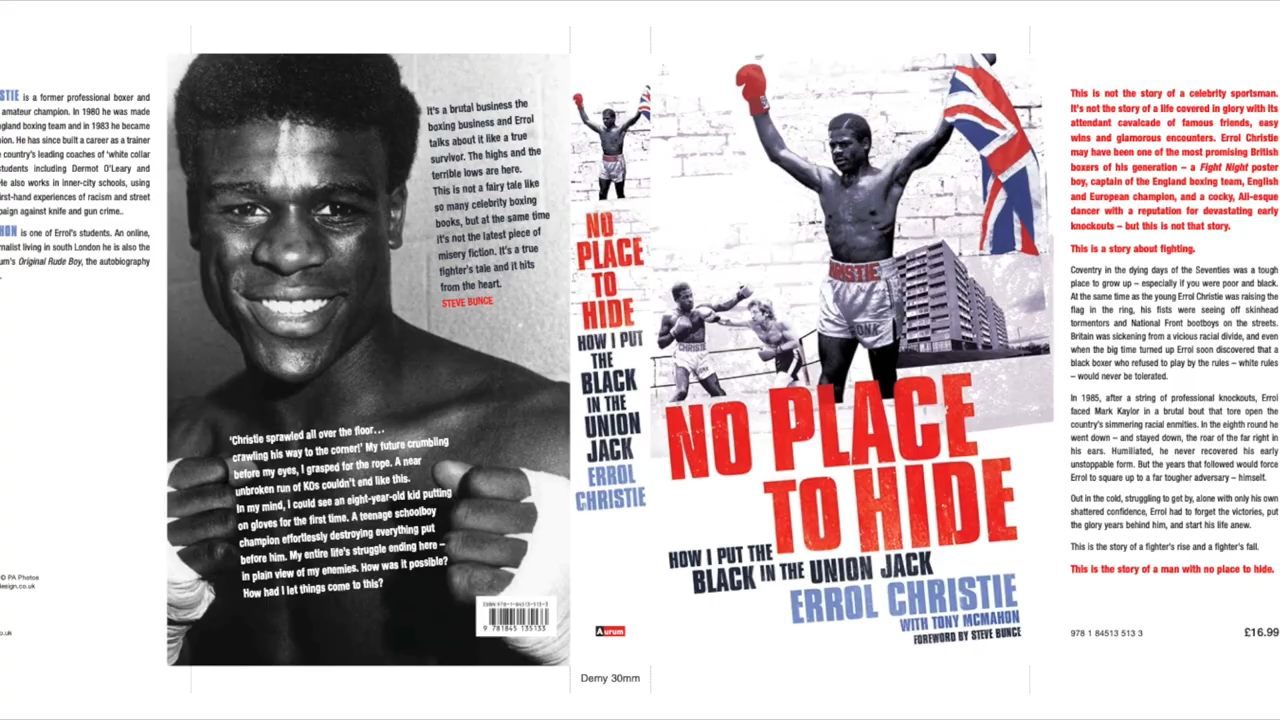 STIE is a former professional boxer and
amateur champion. In 1980 he was made
gland boxing team and in 1983 he became
ion. He has since built a career as a trainer
e country's leading coaches of 'white collar
students including Dermot O'Leary and
He also works in inner-city schools, using
rst-hand experiences of racism and street
paign against knife and gun crime..
HON is one of Errol's students. An online,
rnalist living in south London he is also the
um's Original Rude Boy, the autobiography
.
© PA Photos
design.co.uk
o.uk
It's a brutal business the
boxing business and Errol
talks about it like a true
survivor. The highs and the
terrible lows are here.
This is not a fairy tale like
so many celebrity boxing
books, but at the same time
it's not the latest piece of
misery fiction. It's a true
fighter's tale and it hits
from the heart.
STEVE BUNCE
'Christie sprawled all over the floor…
crawling his way to the corner!' My future crumbling
before my eyes, I grasped for the rope. A near
unbroken run of KOs couldn't end like this.
In my mind, I could see an eight-year-old kid putting
on gloves for the first time. A teenage schoolboy
champion effortlessly destroying everything put
before him. My entire life's struggle ending here –
in plain view of my enemies. How was it possible?
How had I let things come to this?
ISBN 978-1-84513-513-3
9 781845 135133
NO
PLACE
TO
HIDE
HOW I PUT
THE
BLACK
IN THE
UNION
JACK
ERROL
CHRISTIE
Aurum
Demy 30mm
CHRISTIE
CHRISTIE
NO PLACE
TO HIDE
HOW I PUT THE
BLACK IN THE UNION JACK
ERROL CHRISTIE
WITH TONY MCMAHON
FOREWORD BY STEVE BUNCE
This is not the story of a celebrity sportsman.
It's not the story of a life covered in glory with its
attendant cavalcade of famous friends, easy
wins and glamorous encounters. Errol Christie
may have been one of the most promising British
boxers of his generation – a Fight Night poster
boy, captain of the England boxing team, English
and European champion, and a cocky, Ali-esque
dancer with a reputation for devastating early
knockouts – but this is not that story.
This is a story about fighting.
Coventry in the dying days of the Seventies was a tough
place to grow up – especially if you were poor and black.
At the same time as the young Errol Christie was raising the
flag in the ring, his fists were seeing off skinhead
tormentors and National Front bootboys on the streets.
Britain was sickening from a vicious racial divide, and even
when the big time turned up Errol soon discovered that a
black boxer who refused to play by the rules – white rules
– would never be tolerated.
In 1985, after a string of professional knockouts, Errol
faced Mark Kaylor in a brutal bout that tore open the
country's simmering racial enmities. In the eighth round he
went down – and stayed down, the roar of the far right in
his ears. Humiliated, he never recovered his early
unstoppable form. But the years that followed would force
Errol to square up to a far tougher adversary – himself.
Out in the cold, struggling to get by, alone with only his own
shattered confidence, Errol had to forget the victories, put
the glory years behind him, and start his life anew.
This is the story of a fighter's rise and a fighter's fall.
This is the story of a man with no place to hide.
978 1 84513 513 3
£16.99